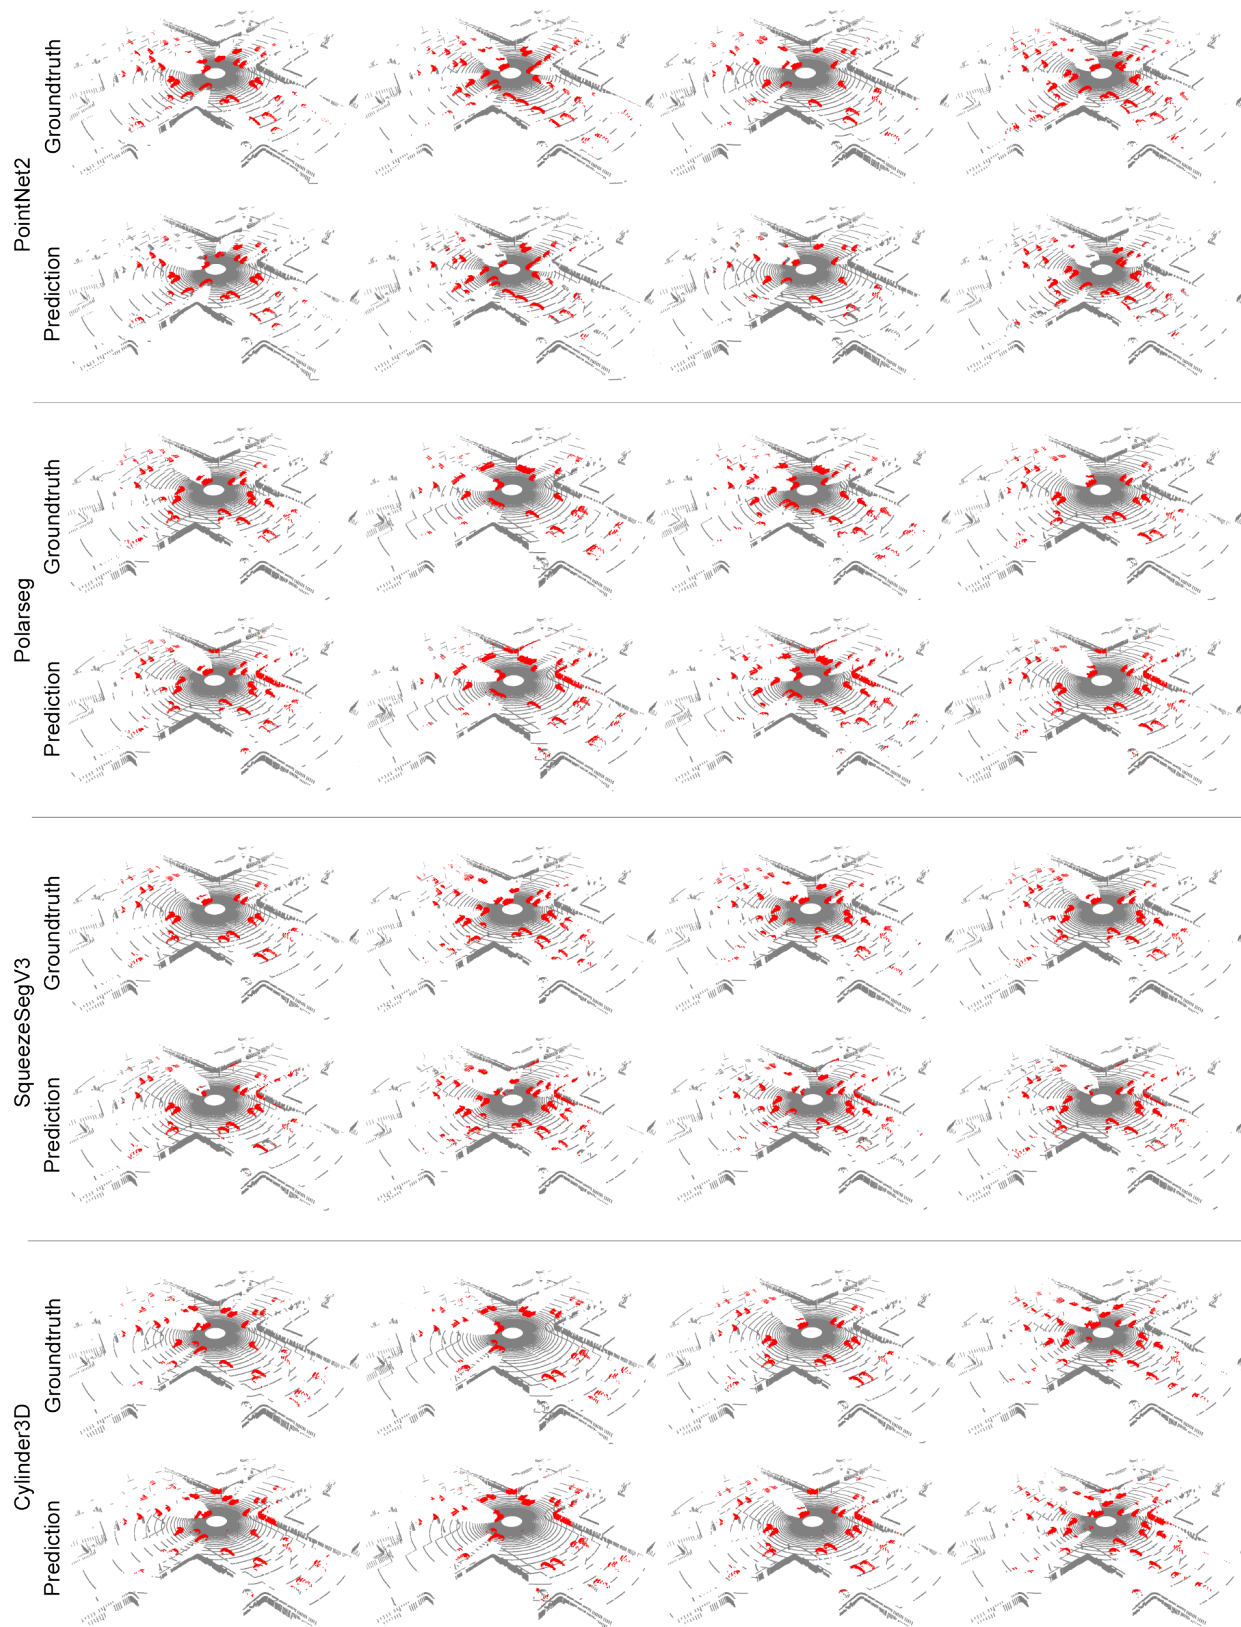 PointNet2
Groundtruth
Prediction
Polarseg
Groundtruth
Prediction
SqueezeSegV3
Groundtruth
Prediction
Cylinder3D
Groundtruth
Prediction